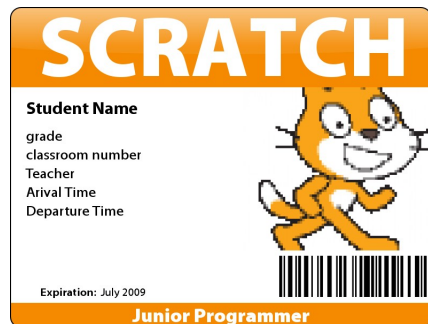 SCRATCH
Student Name
grade
classroom number
Teacher
Arival Time
Departure Time
Expiration: July 2009
Junior Programmer